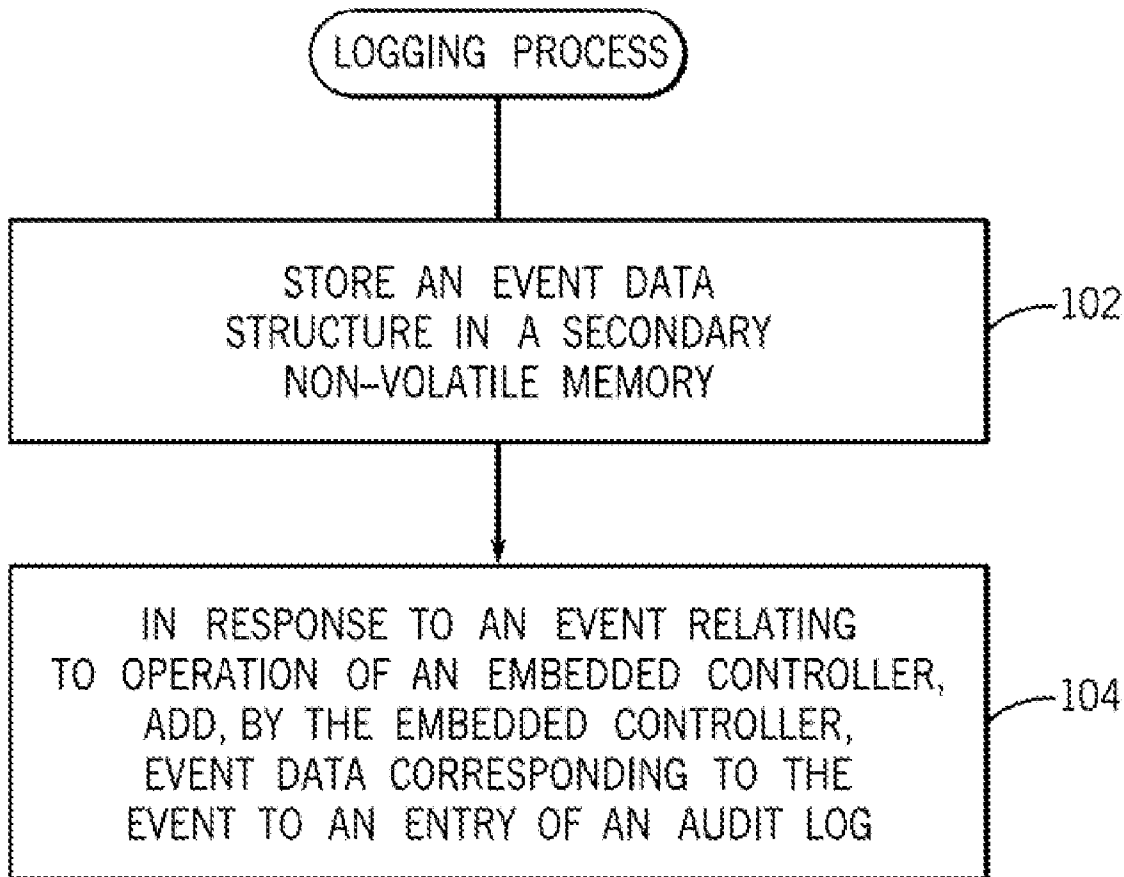 LOGGING PROCESS
STORE AN EVENT DATA
STRUCTURE IN A SECONDARY
NON-VOLATILE MEMORY
102
IN RESPONSE TO AN EVENT RELATING
TO OPERATION OF AN EMBEDDED CONTROLLER,
ADD, BY THE EMBEDDED CONTROLLER,
EVENT DATA CORRESPONDING TO THE
EVENT TO AN ENTRY OF AN AUDIT LOG
104